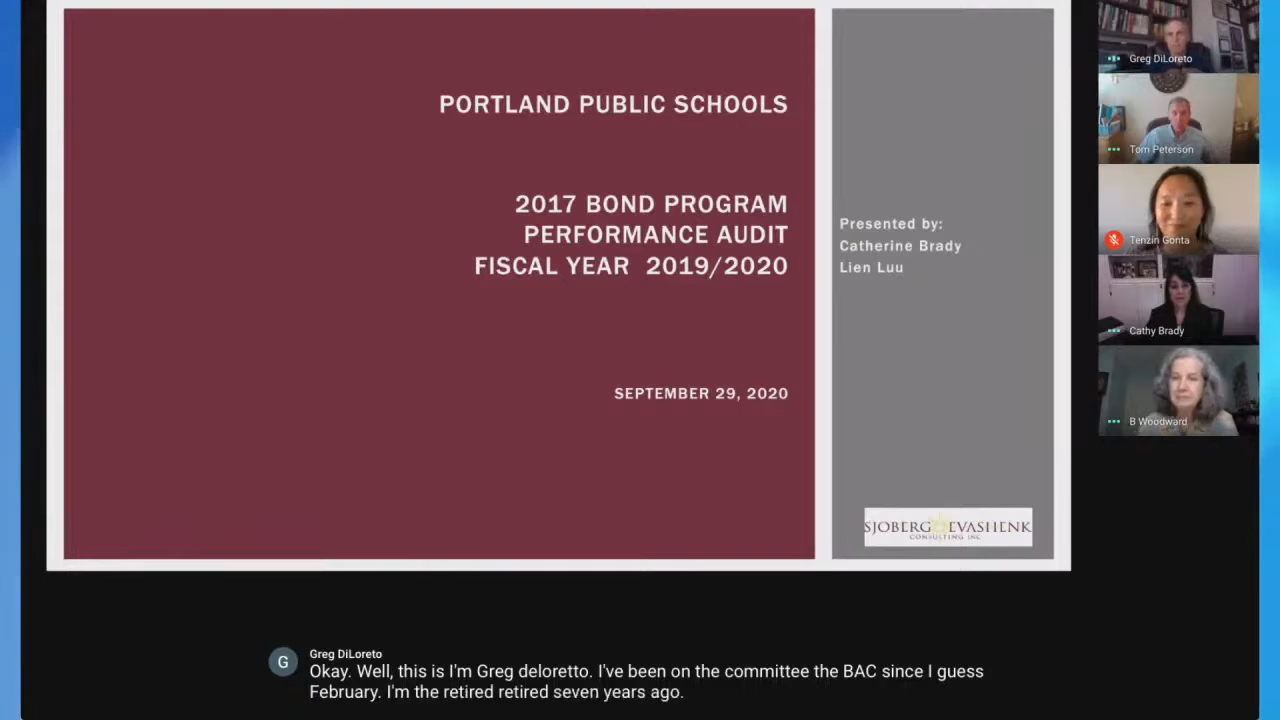 PORTLAND PUBLIC SCHOOLS
2017 BOND PROGRAM
PERFORMANCE AUDIT
FISCAL YEAR 2019/2020
SEPTEMBER 29, 2020
Presented by:
Catherine Brady
Lien Luu
SJOBERG EVASHENK
CONSULTING INC
Greg DiLoreto
Tom Peterson
Tenzin Gonta
Cathy Brady
B Woodward
G
Greg DiLoreto
Okay. Well, this is I'm Greg deloretto. I've been on the committee the BAC since I guess
February. I'm the retired retired seven years ago.